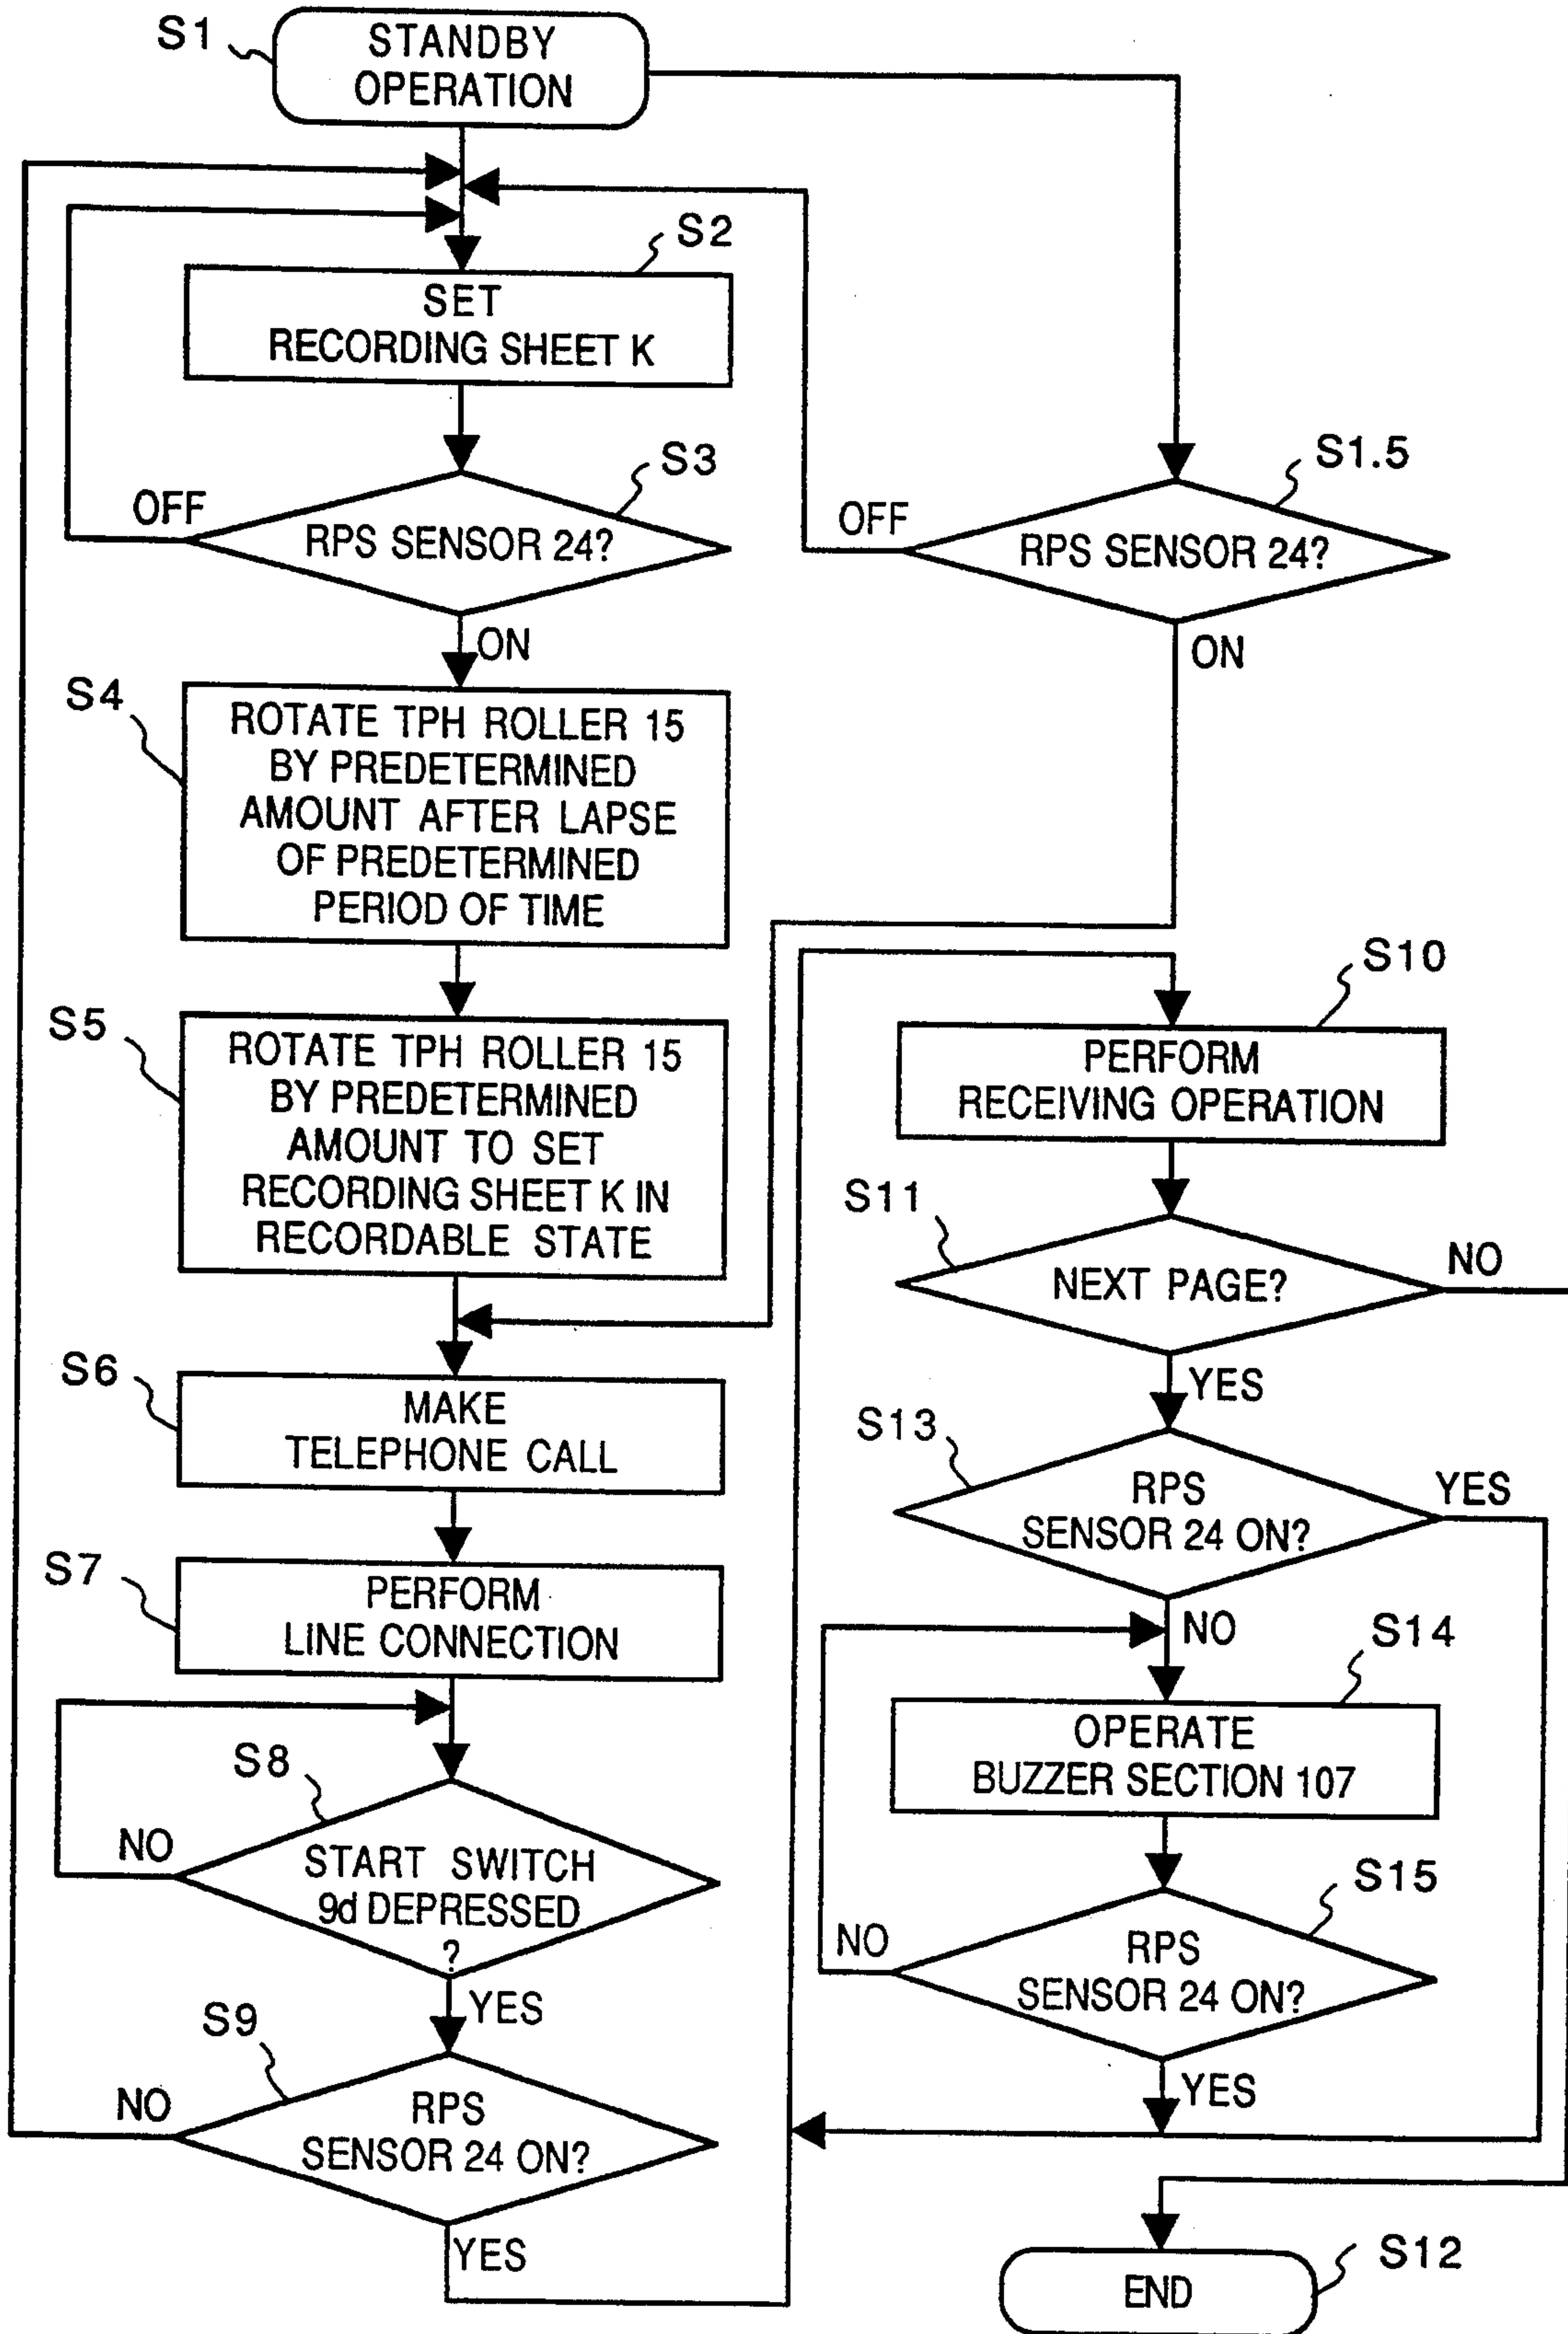 S1
STANDBY
OPERATION
S2
SET
RECORDING SHEET K
S3
OFF
RPS SENSOR 24?
ON
S1.5
OFF
RPS SENSOR 24?
ON
S4
ROTATE TPH ROLLER 15
BY PREDETERMINED
AMOUNT AFTER LAPSE
OF PREDETERMINED
PERIOD OF TIME
S5
ROTATE TPH ROLLER 15
BY PREDETERMINED
AMOUNT TO SET
RECORDING SHEET K IN
RECORDABLE STATE
S6
MAKE
TELEPHONE CALL
S7
PERFORM
LINE CONNECTION
S8
NO
START SWITCH
9d DEPRESSED
?
YES
S9
NO
RPS
SENSOR 24 ON?
YES
S10
PERFORM
RECEIVING OPERATION
S11
NEXT PAGE?
NO
YES
S13
RPS
SENSOR 24 ON?
YES
NO
S14
OPERATE
BUZZER SECTION 107
S15
NO
RPS
SENSOR 24 ON?
YES
S12
END